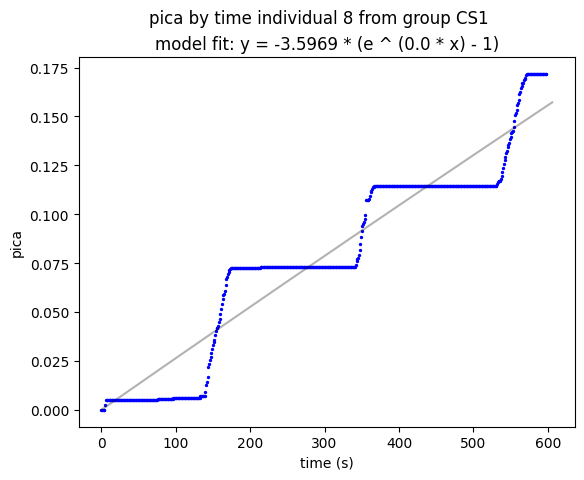 pica by time individual 8 from group CS1
model fit: y = -3.5969 * (e ^ (0.0 * x) - 1)
0.175
0.150
0.125
0.100
0.075
0.050
0.025
0.000
pica
0 100 200 300 400 500 600
time (s)